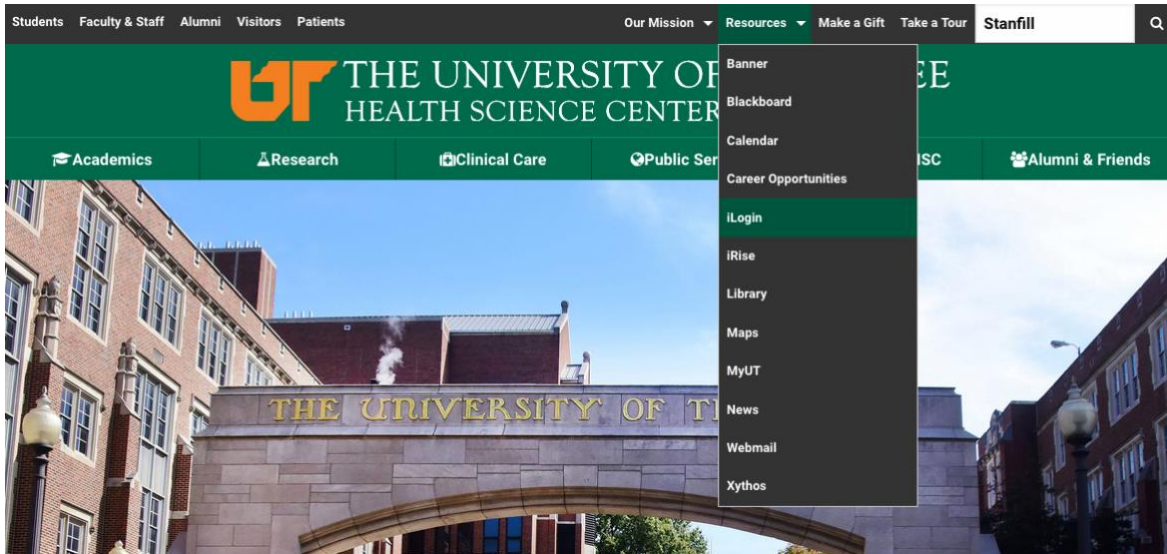 Students Faculty & Staff Alumni Visitors Patients Our Mission Resources Make a Gift Take a Tour Stanfill
UT THE UNIVERSITY OF EE
HEALTH SCIENCE CENTER
Academics Research Clinical Care Public Ser SC Alumni & Friends
Banner
Blackboard
Calendar
Career Opportunities
iLogin
iRise
Library
Maps
MyUT
News
Webmail
Xythos
THE UNIVERSITY OF T